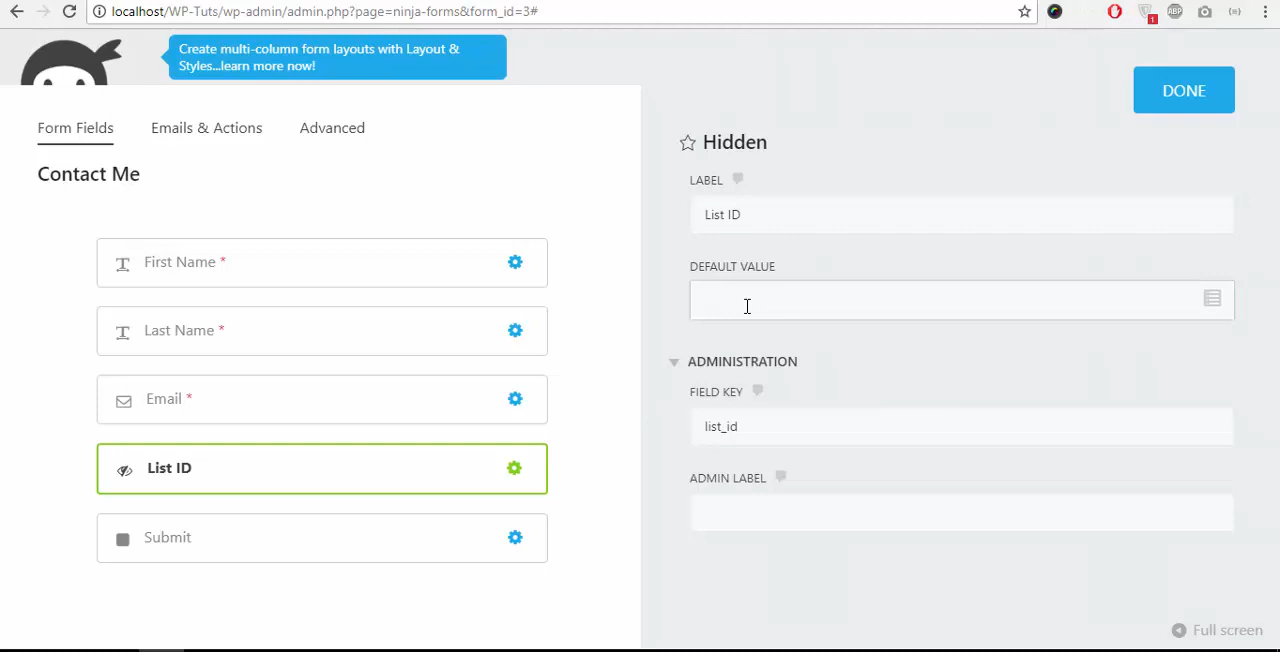 localhost/WP-Tuts/wp-admin/admin.php?page=ninja-forms&form_id=3#
ABP
1
Create multi-column form layouts with Layout &
Styles...learn more now!
DONE
Form Fields
Emails & Actions
Advanced
Contact Me
First Name *
Last Name *
Email *
List ID
Submit
Hidden
LABEL
List ID
DEFAULT VALUE
ADMINISTRATION
FIELD KEY
list_id
ADMIN LABEL
Full screen